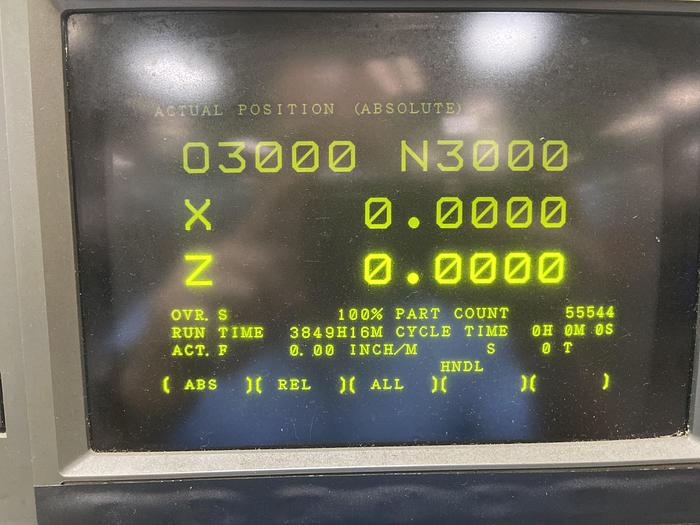 ACTUAL POSITION (ABSOLUTE)
O3000 N3000
X 0.0000
Z 0.0000
OVR. S 100% PART COUNT 55544
RUN TIME 3849H16M CYCLE TIME 0H 0M 0S
ACT. F 0.00 INCH/M S 0 T
HNDL
( ABS )( REL )( ALL )( )( )